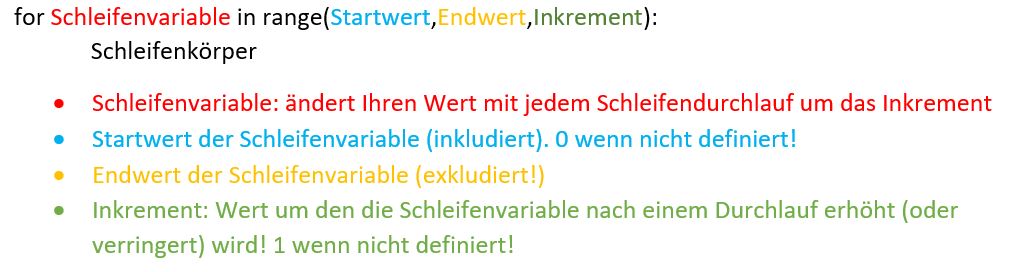 for Schleifenvariable in range(Startwert,Endwert,Inkrement):
Schleifenkörper
• Schleifenvariable: ändert Ihren Wert mit jedem Schleifendurchlauf um das Inkrement
• Startwert der Schleifenvariable (inkludiert). 0 wenn nicht definiert!
• Endwert der Schleifenvariable (exkludiert!)
• Inkrement: Wert um den die Schleifenvariable nach einem Durchlauf erhöht (oder
verringert) wird! 1 wenn nicht definiert!